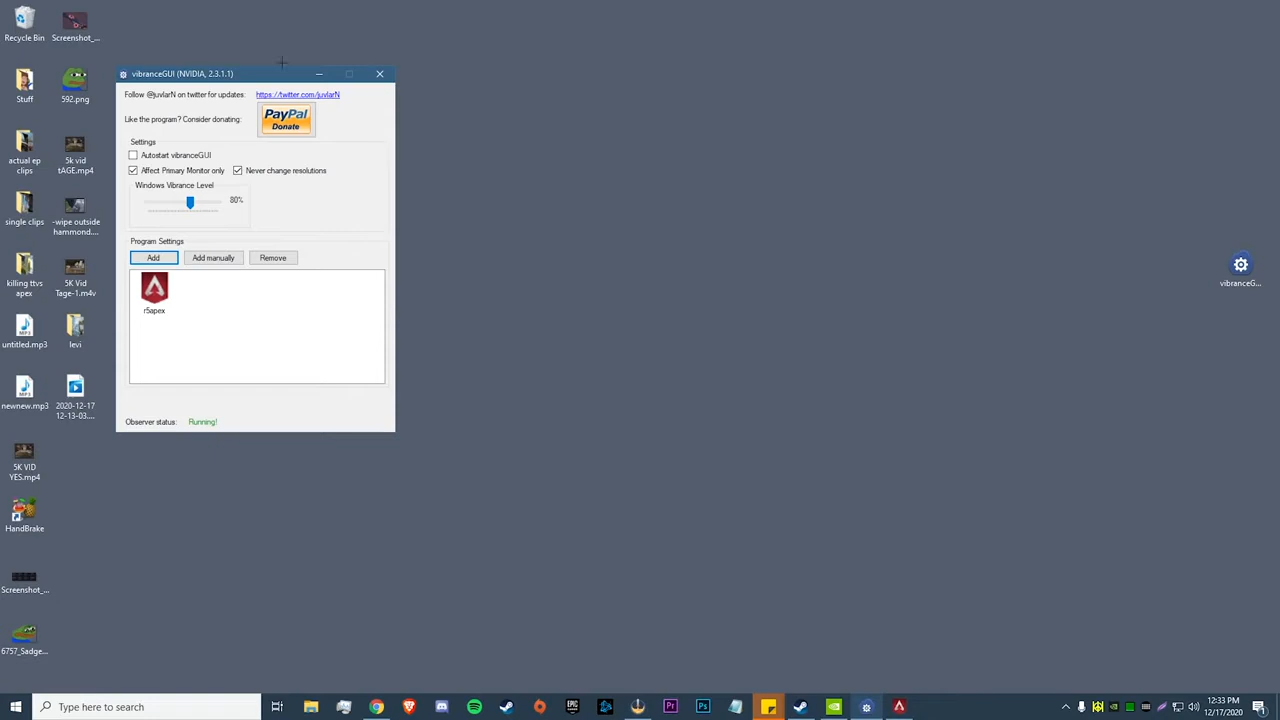 Recycle Bin
Screenshot_...
Stuff
592.png
actual ep
clips
5k vid
tAGE.mp4
single clips
-wipe outside
hammond....
killing ttvs
apex
5K Vid
Tage-1.m4v
untitled.mp3
levi
newnew.mp3
2020-12-17
12-13-03....
5K VID
YES.mp4
HandBrake
Screenshot_...
6757_Sadge...
vibranceGUI (NVIDIA, 2.3.1.1)
Follow @juvlarN on twitter for updates:
https://twitter.com/juvlarN
Like the program? Consider donating:
PayPal
Donate
Settings
Autostart vibranceGUI
Affect Primary Monitor only
Never change resolutions
Windows Vibrance Level
80%
Program Settings
Add
Add manually
Remove
r5apex
Observer status:
Running!
vibranceG...
Type here to search
12:33 PM
12/17/2020